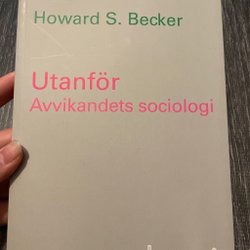 Howard S. Becker
Utanför
Avvikandets sociologi